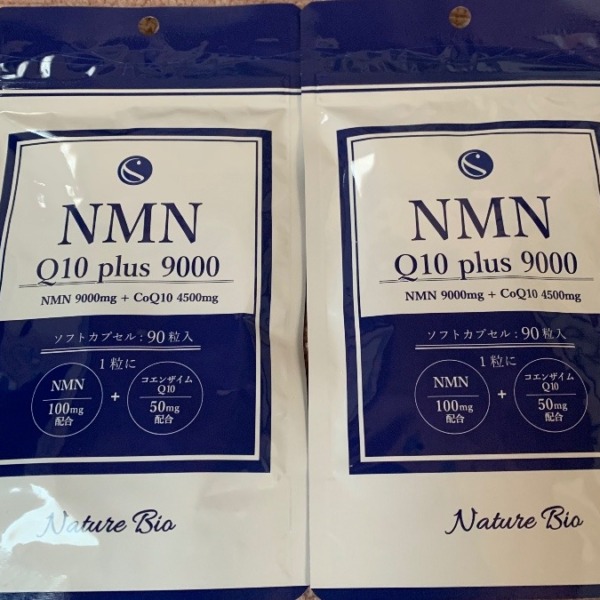 NMN
Q10 plus 9000
NMN 9000mg + CoQ10 4500mg
ソフトカプセル : 90粒入
1粒に
NMN
100mg
配合
+
コエンザイム
Q10
50mg
配合
Nature Bio
NMN
Q10 plus 9000
NMN 9000mg + CoQ10 4500mg
ソフトカプセル : 90粒入
1粒に
NMN
100mg
配合
+
コエンザイム
Q10
50mg
配合
Nature Bio